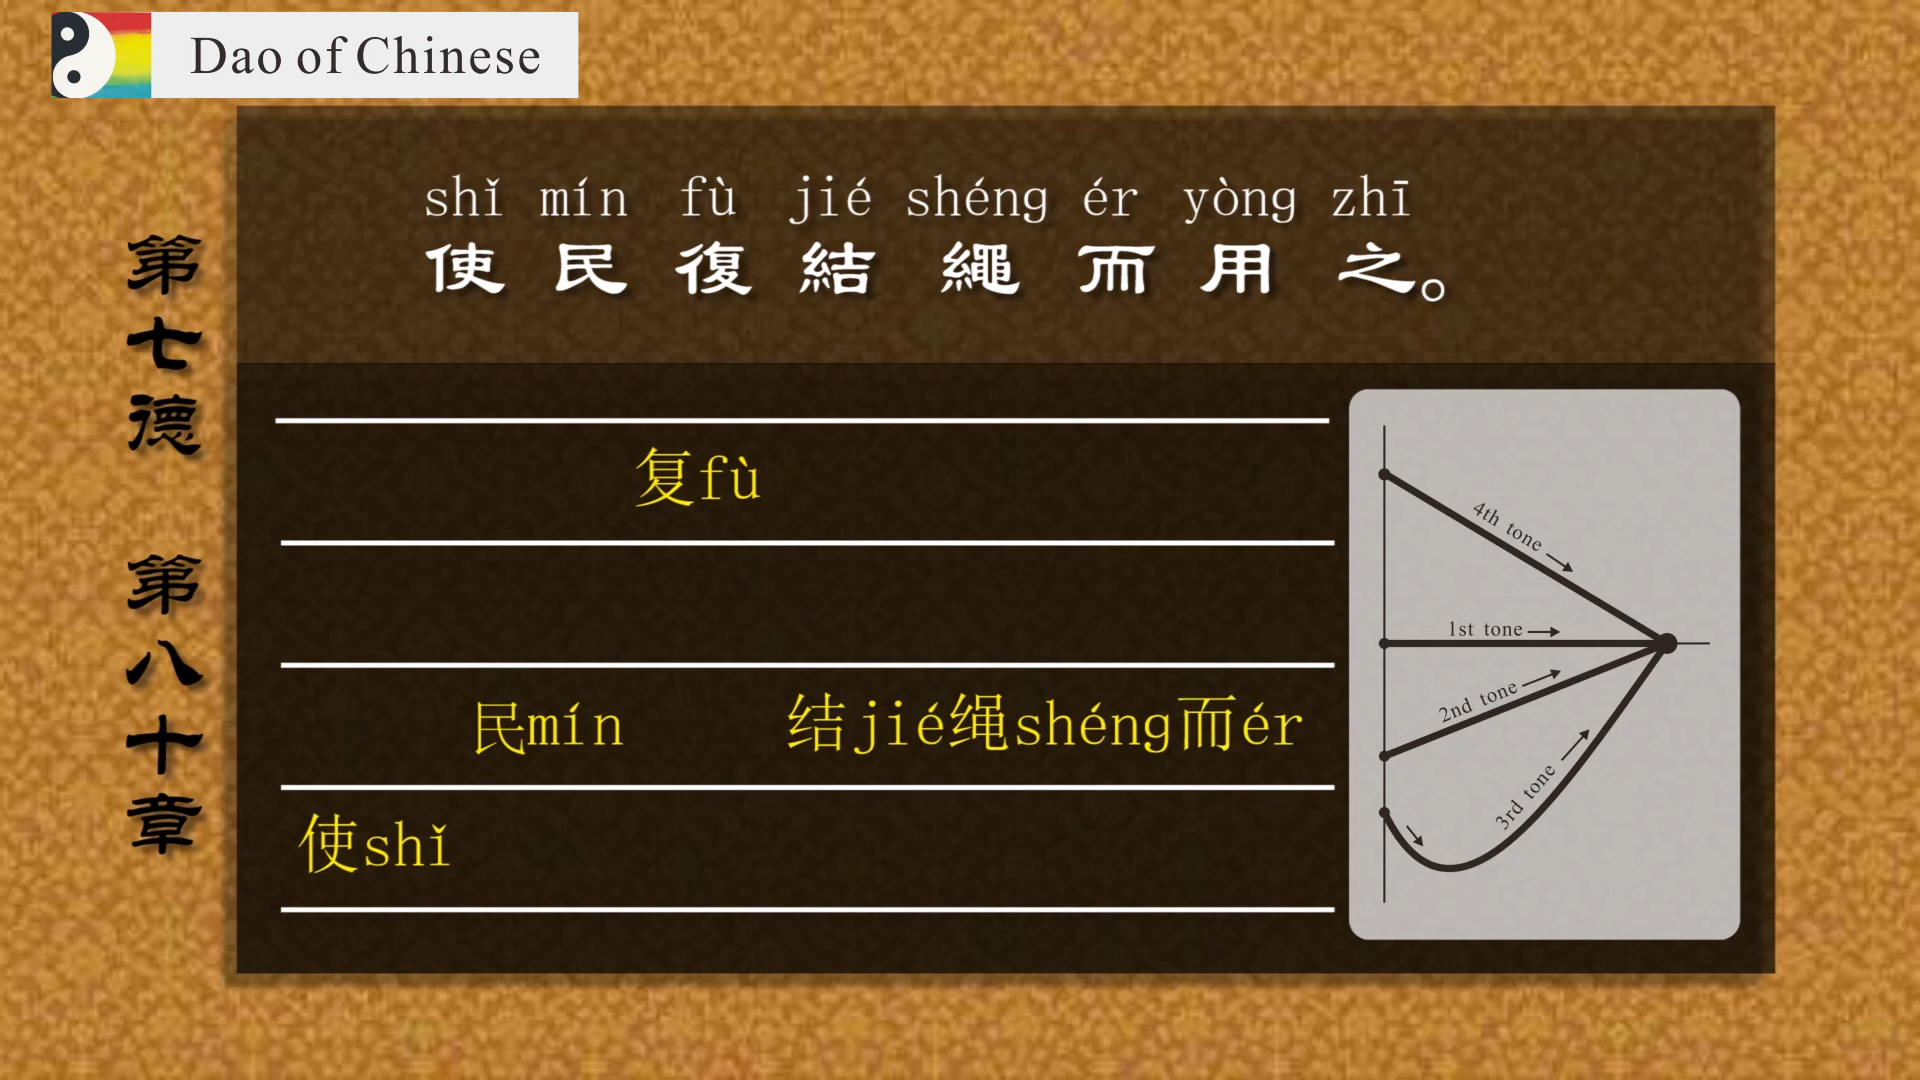 Dao of Chinese
第七德 第八十章
shǐ mín fù jié shéng ér yòng zhī
使民復結繩而用之。
复fù
民mín 结jié绳shéng而ér
使shǐ
4th tone
1st tone
2nd tone
3rd tone